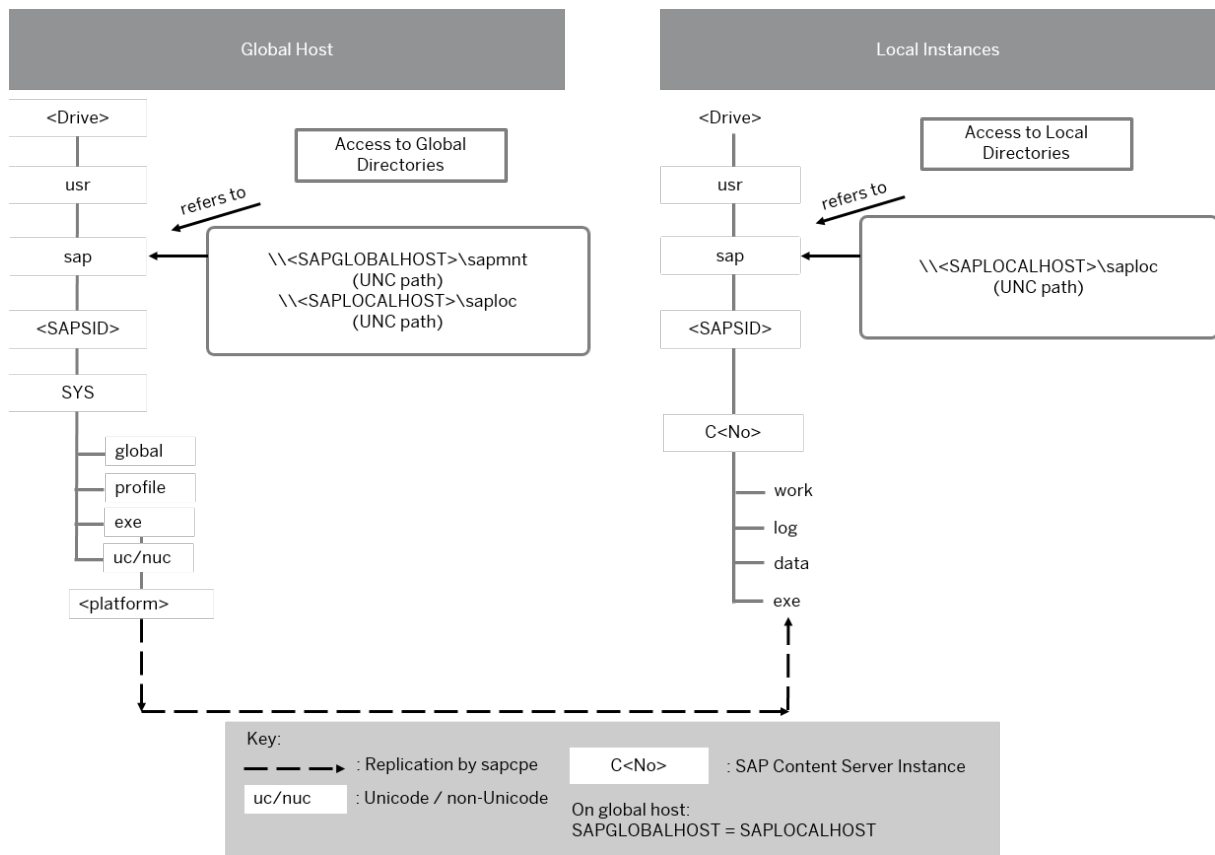 Global Host
<Drive>
usr
sap
<SAPSID>
SYS
global
profile
exe
uc/nuc
<platform>
Access to Global
Directories
refers to
\\<SAPGLOBALHOST>\sapmnt
(UNC path)
\\<SAPLOCALHOST>\saploc
(UNC path)
Local Instances
<Drive>
usr
sap
<SAPSID>
C<No>
work
log
data
exe
Access to Local
Directories
refers to
\\<SAPLOCALHOST>\saploc
(UNC path)
Key:
: Replication by sapcpe
uc/nuc : Unicode / non-Unicode
C<No> : SAP Content Server Instance
On global host:
SAPGLOBALHOST = SAPLOCALHOST